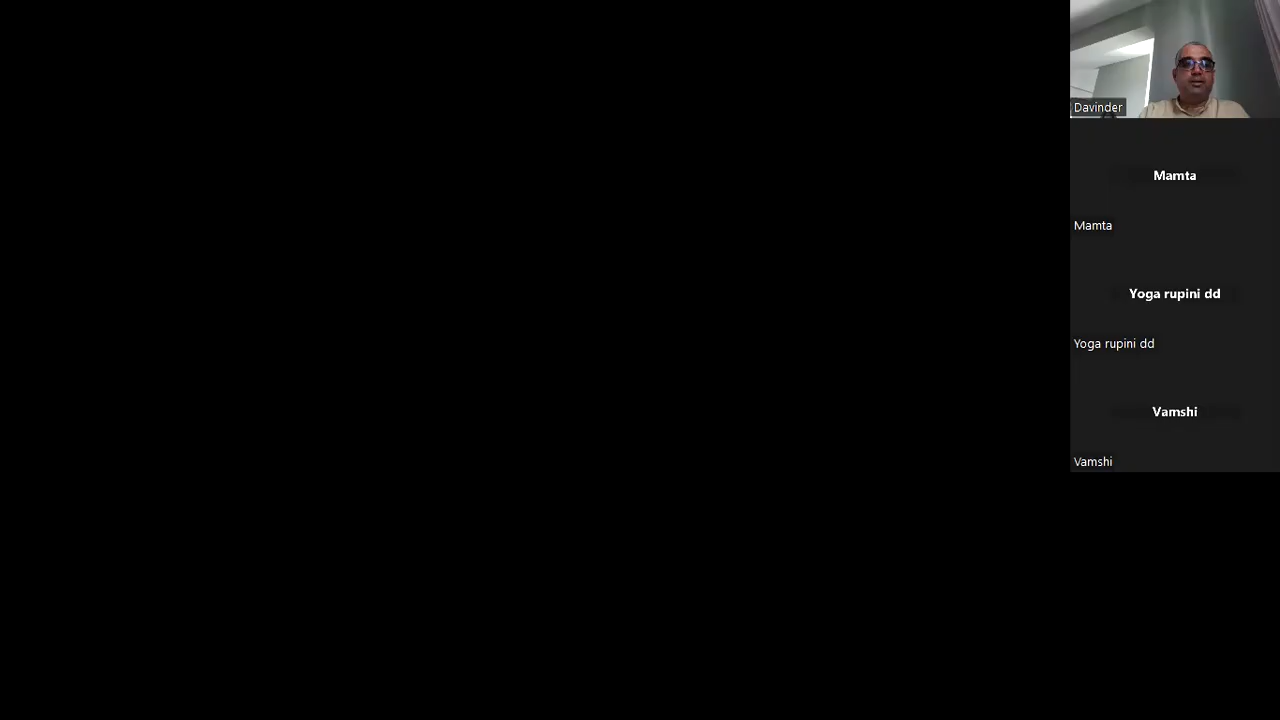 Davinder
Mamta
Mamta
Yoga rupini dd
Yoga rupini dd
Vamshi
Vamshi